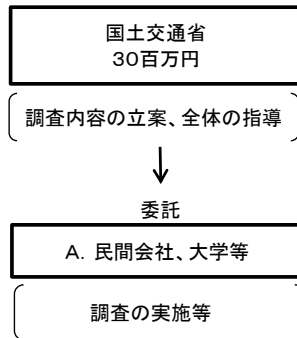 国土交通省
30百万円
調査内容の立案、全体の指導
委託
A. 民間会社、大学等
調査の実施等